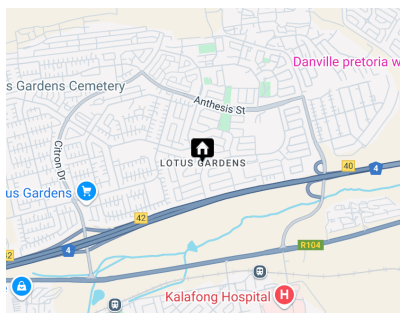 Danville pretoria w
s Gardens Cemetery
Anthesis St
Citron Dr
LOTUS GARDENS
40
4
us Gardens
42
R104
4
Kalafong Hospital
H